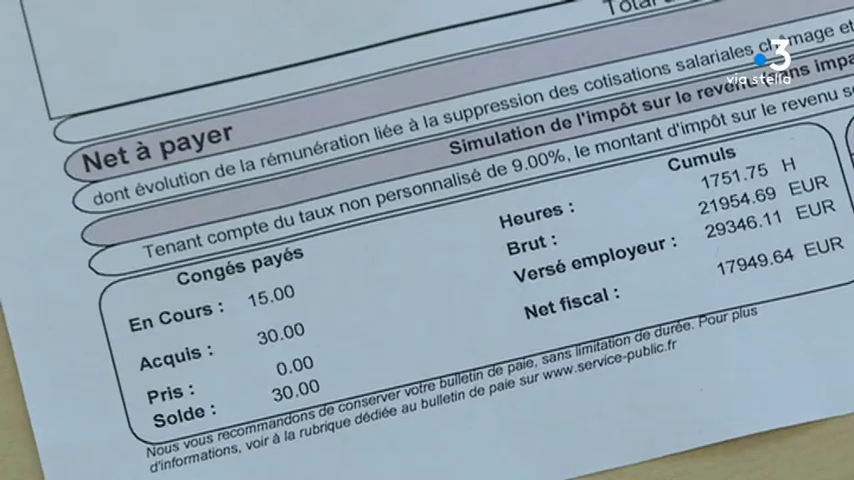 Total
3
via stella
Net à payer
dont évolution de la rémunération liée à la suppression des cotisations salariales chômage et
Simulation de l'impôt sur le revenu dans
Tenant compte du taux non personnalisé de 9.00%, le montant d'impôt sur le revenu
Congés payés
En Cours : 15.00
Acquis : 30.00
Pris : 0.00
Solde : 30.00
Cumuls
Heures : 1751.75 H
Brut : 21954.69 EUR
Versé employeur : 29346.11 EUR
Net fiscal : 17949.64 EUR
Nous vous recommandons de conserver votre bulletin de paie, sans limitation de durée. Pour plus
d'informations, voir à la rubrique dédiée au bulletin de paie sur www.service-public.fr